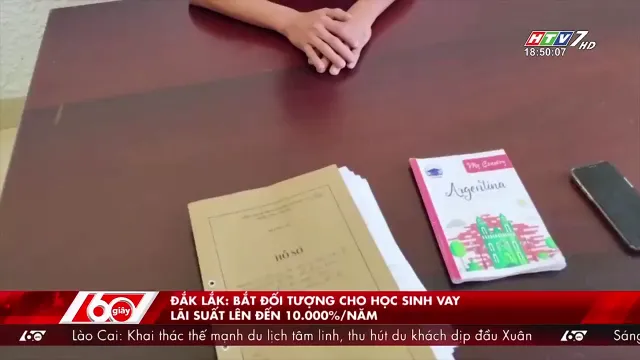 HTV7 HD
18:50:07
My Country
Argentina
HỒ SƠ
60 giây
ĐẮK LẮK: BẮT ĐỐI TƯỢNG CHO HỌC SINH VAY
LÃI SUẤT LÊN ĐẾN 10.000%/NĂM
Lào Cai: Khai thác thế mạnh du lịch tâm linh, thu hút du khách dịp đầu Xuân
Sáng